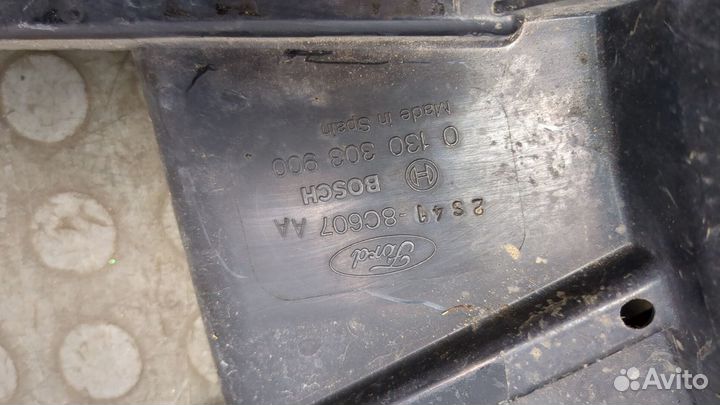 Ford
2S41-8C607 AA
BOSCH
0 130 303 900
Made in Spain
Avito